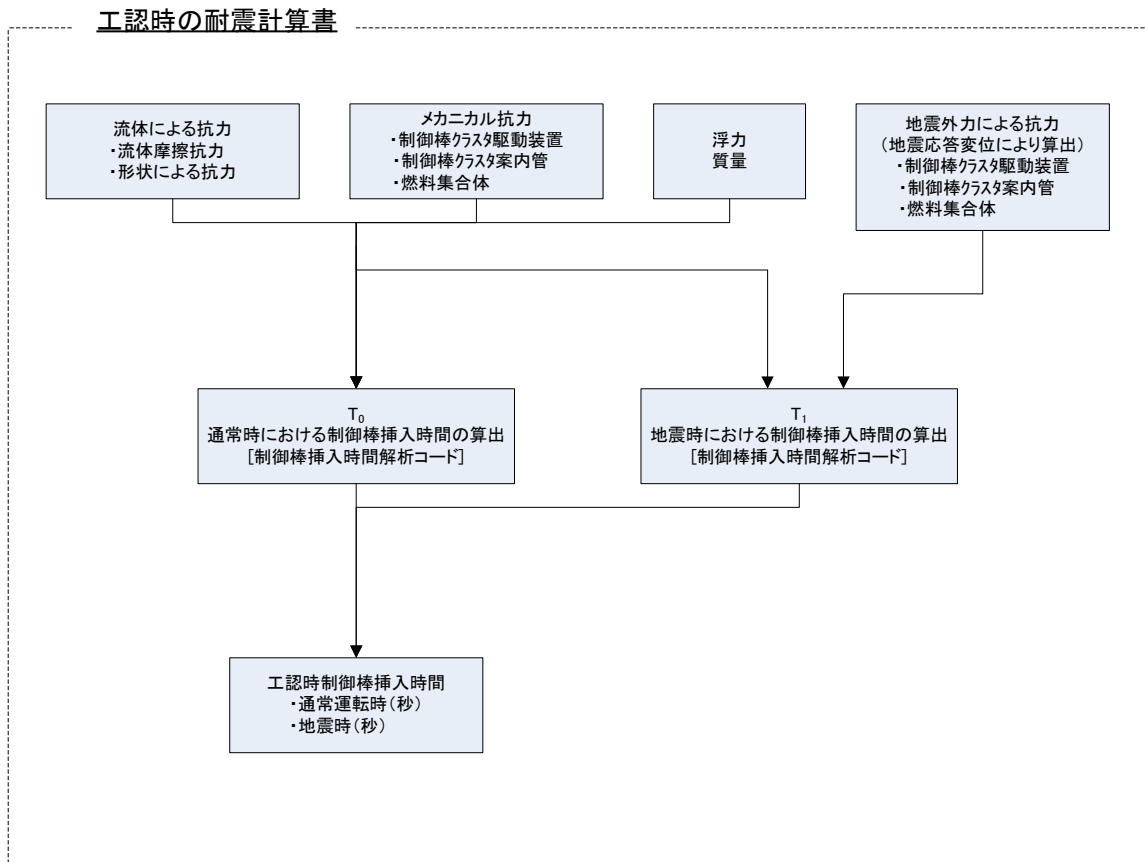 工認時の耐震計算書
流体による抗力
・流体摩擦抗力
・形状による抗力
メカニカル抗力
・制御棒クラスタ駆動装置
・制御棒クラスタ案内管
・燃料集合体
浮力
質量
地震外力による抗力
(地震応答変位により算出)
・制御棒クラスタ駆動装置
・制御棒クラスタ案内管
・燃料集合体
T₀
通常時における制御棒挿入時間の算出
[制御棒挿入時間解析コード]
T₁
地震時における制御棒挿入時間の算出
[制御棒挿入時間解析コード]
工認時制御棒挿入時間
・通常運転時(秒)
・地震時(秒)